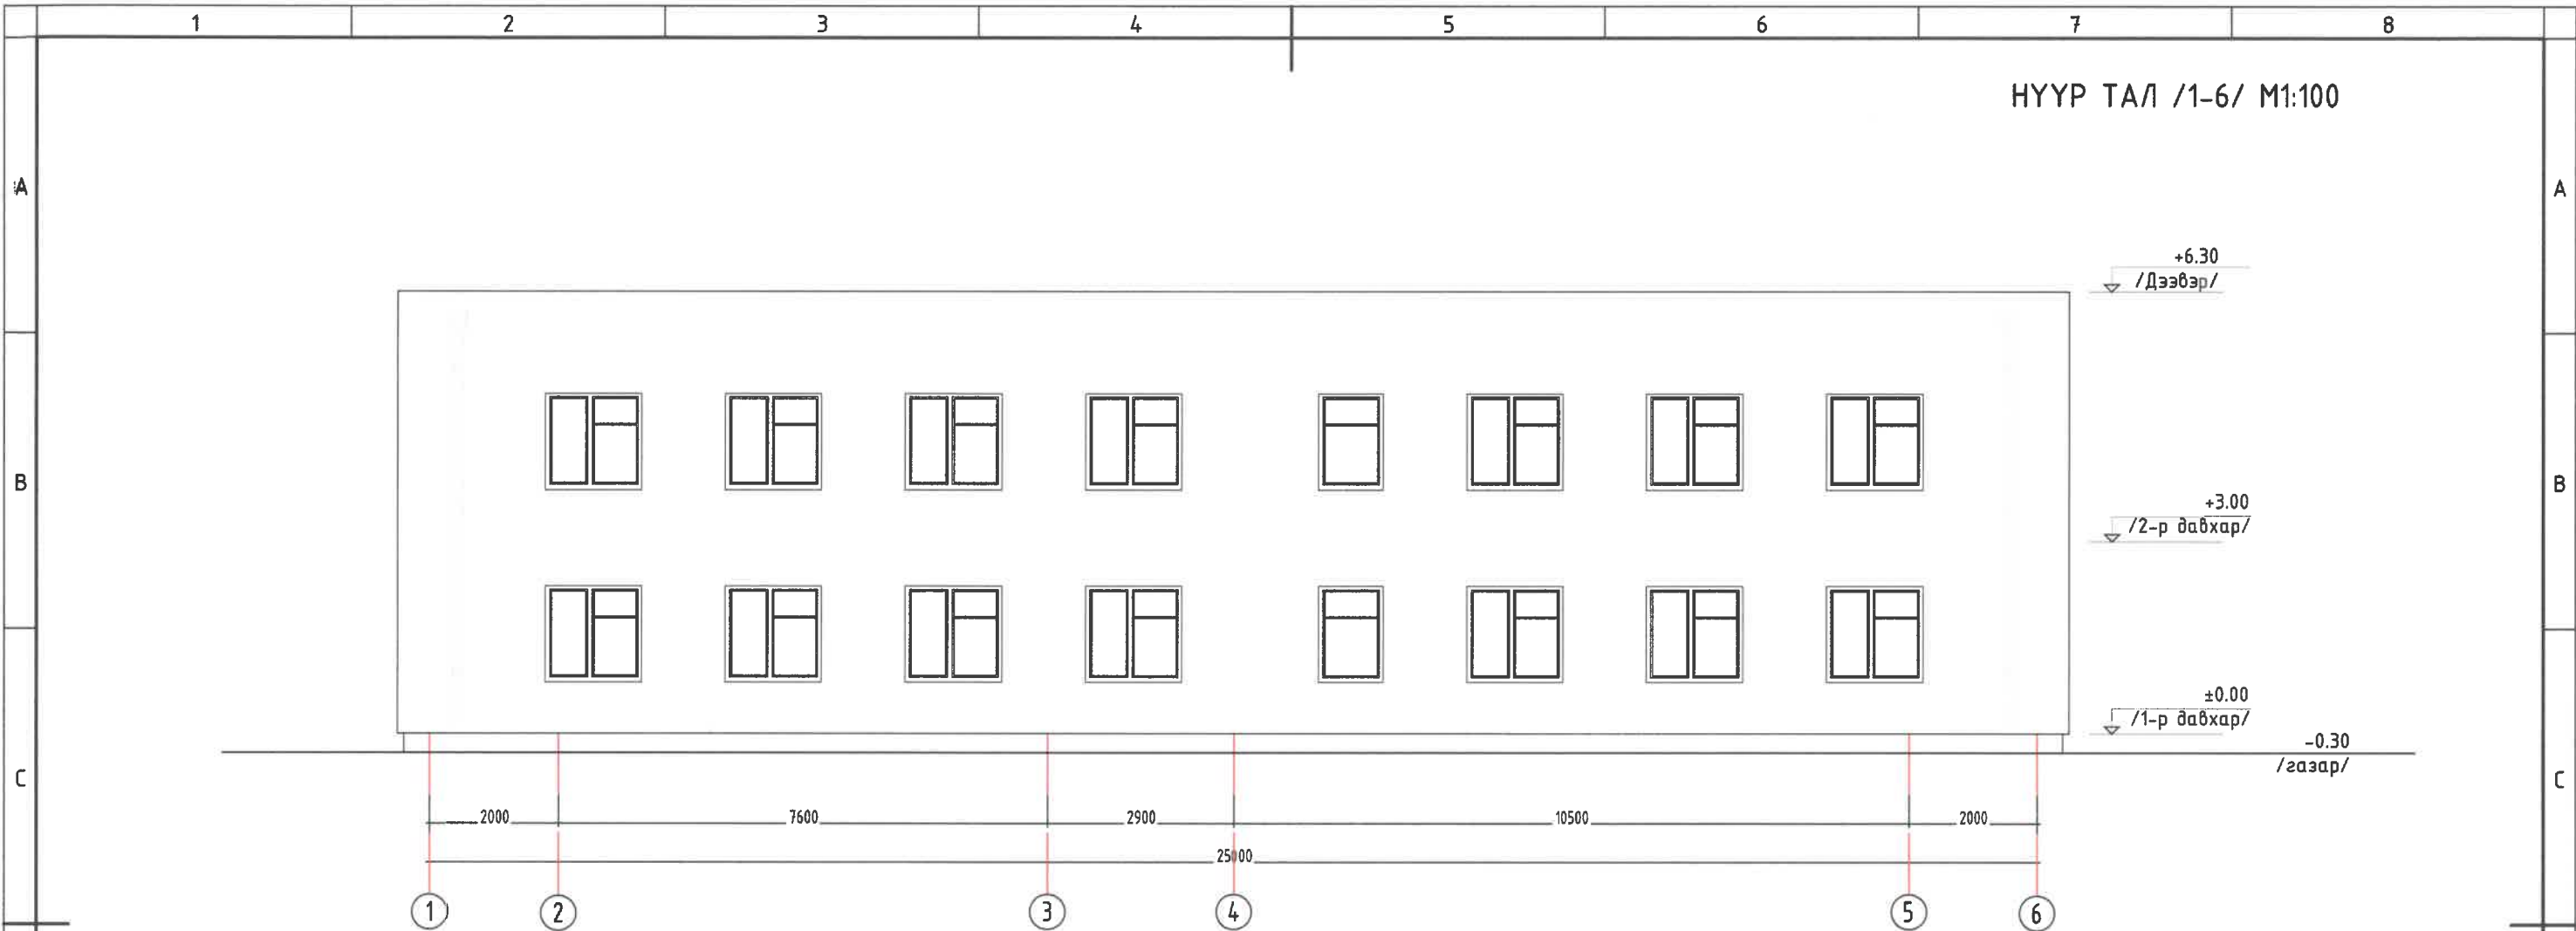 1 2 3 4 5 6 7 8
НҮҮР ТАЛ /1-6/ М1:100
A A
+6.30
/Дээвэр/
B B
+3.00
/2-р давхар/
±0.00
/1-р давхар/
-0.30
/газар/
C C
2000 7600 2900 10500 2000
25000
1 2 3 4 5 6